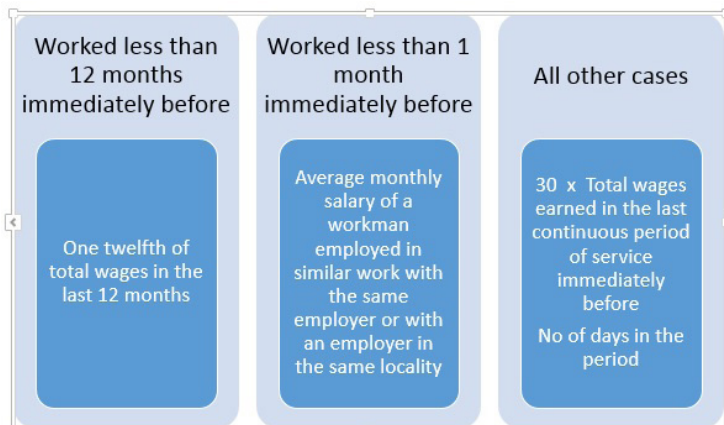 Worked less than
12 months
immediately before
One twelfth of
total wages in the
last 12 months
Worked less than 1
month
immediately before
Average monthly
salary of a
workman
employed in
similar work with
the same
employer or with
an employer in
the same locality
All other cases
30 x Total wages
earned in the last
continuous period
of service
immediately
before
No of days in the
period